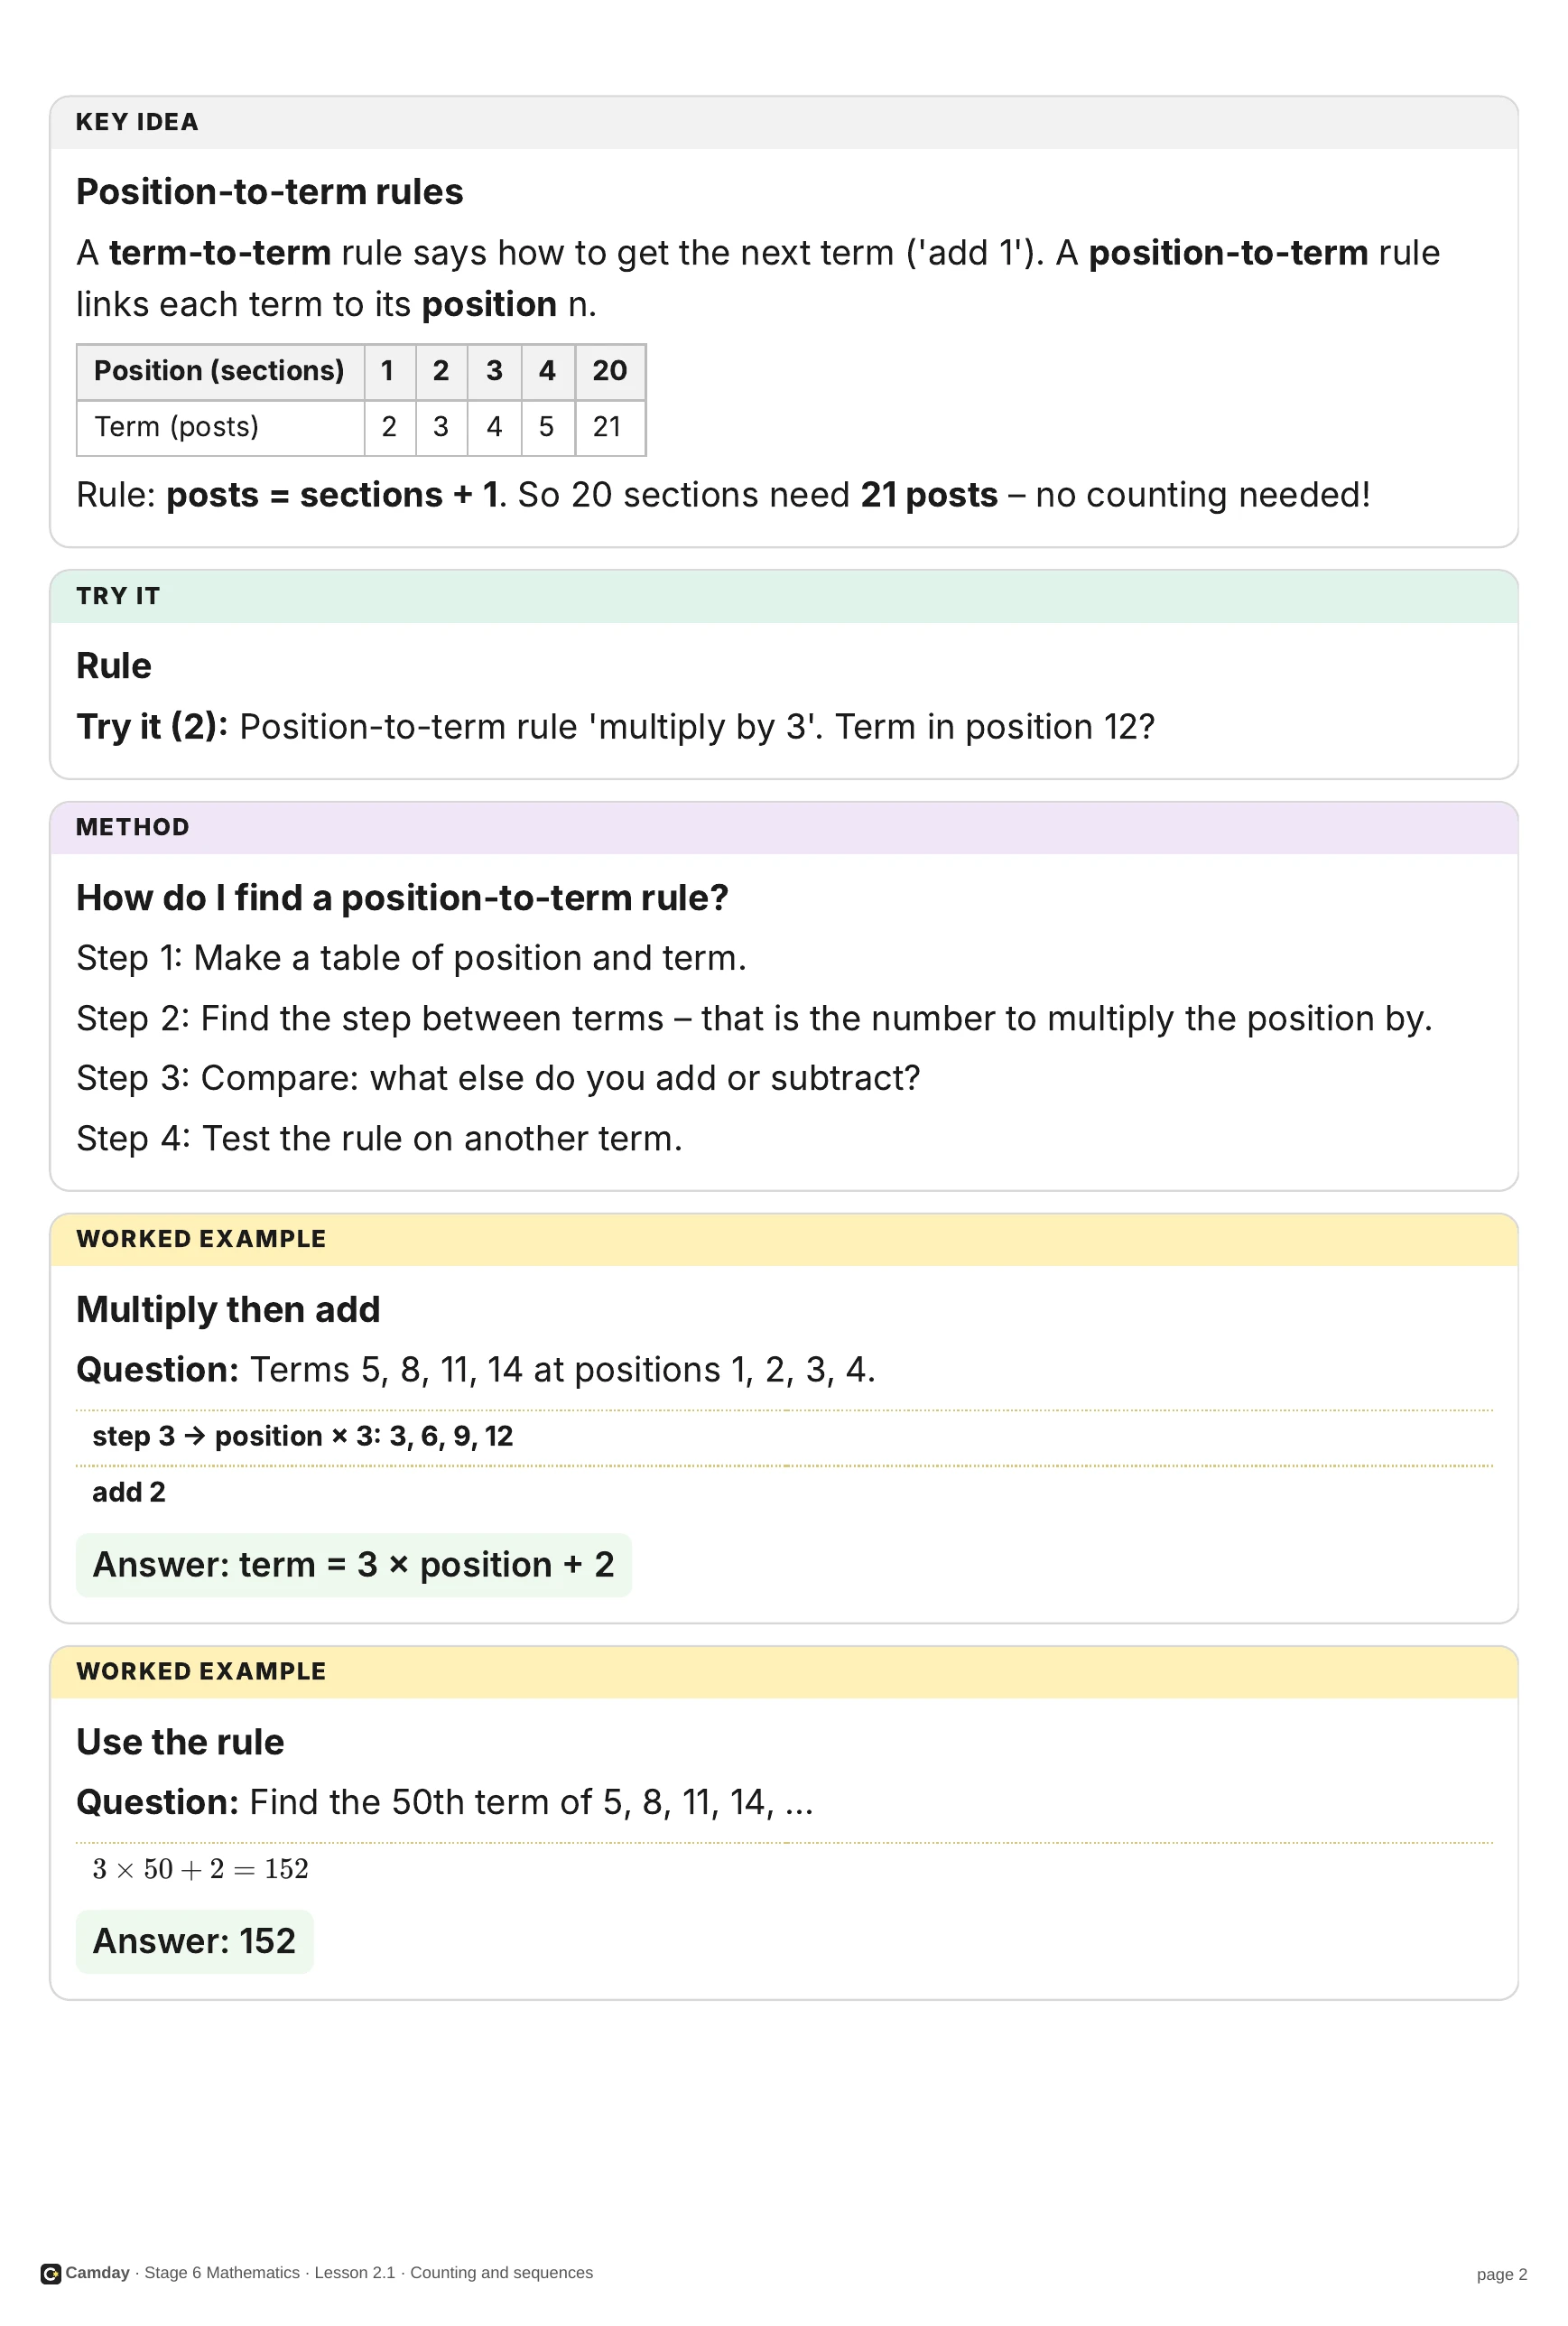 KEY IDEA
Position-to-term rules
A term-to-term rule says how to get the next term ('add 1'). A position-to-term rule
links each term to its position n.
Position (sections) 1 2 3 4 20
Term (posts) 2 3 4 5 21
Rule: posts = sections + 1. So 20 sections need 21 posts – no counting needed!
TRY IT
Rule
Try it (2): Position-to-term rule 'multiply by 3'. Term in position 12?
METHOD
How do I find a position-to-term rule?
Step 1: Make a table of position and term.
Step 2: Find the step between terms – that is the number to multiply the position by.
Step 3: Compare: what else do you add or subtract?
Step 4: Test the rule on another term.
WORKED EXAMPLE
Multiply then add
Question: Terms 5, 8, 11, 14 at positions 1, 2, 3, 4.
step 3 → position × 3: 3, 6, 9, 12
add 2
Answer: term = 3 × position + 2
WORKED EXAMPLE
Use the rule
Question: Find the 50th term of 5, 8, 11, 14, ...
3 × 50 + 2 = 152
Answer: 152
Camday · Stage 6 Mathematics · Lesson 2.1 · Counting and sequences
page 2